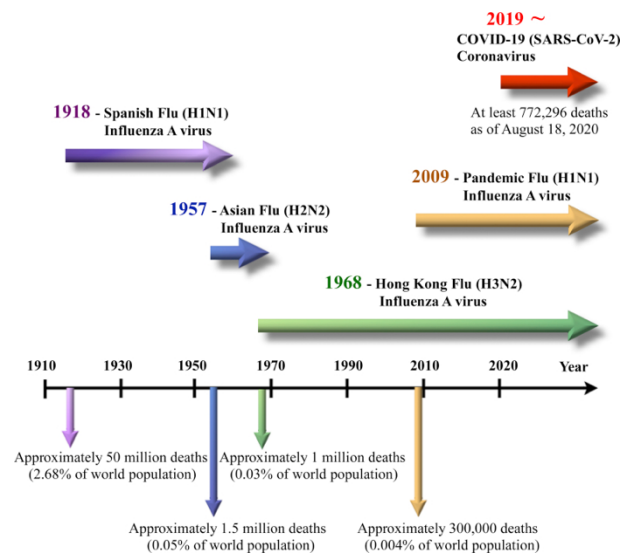 2019 ~
COVID-19 (SARS-CoV-2)
Coronavirus
At least 772,296 deaths
as of August 18, 2020
1918 - Spanish Flu (H1N1)
Influenza A virus
2009 - Pandemic Flu (H1N1)
Influenza A virus
1957 - Asian Flu (H2N2)
Influenza A virus
1968 - Hong Kong Flu (H3N2)
Influenza A virus
1910 1930 1950 1970 1990 2010 2020 Year
Approximately 50 million deaths
(2.68% of world population)
Approximately 1 million deaths
(0.03% of world population)
Approximately 1.5 million deaths
(0.05% of world population)
Approximately 300,000 deaths
(0.004% of world population)